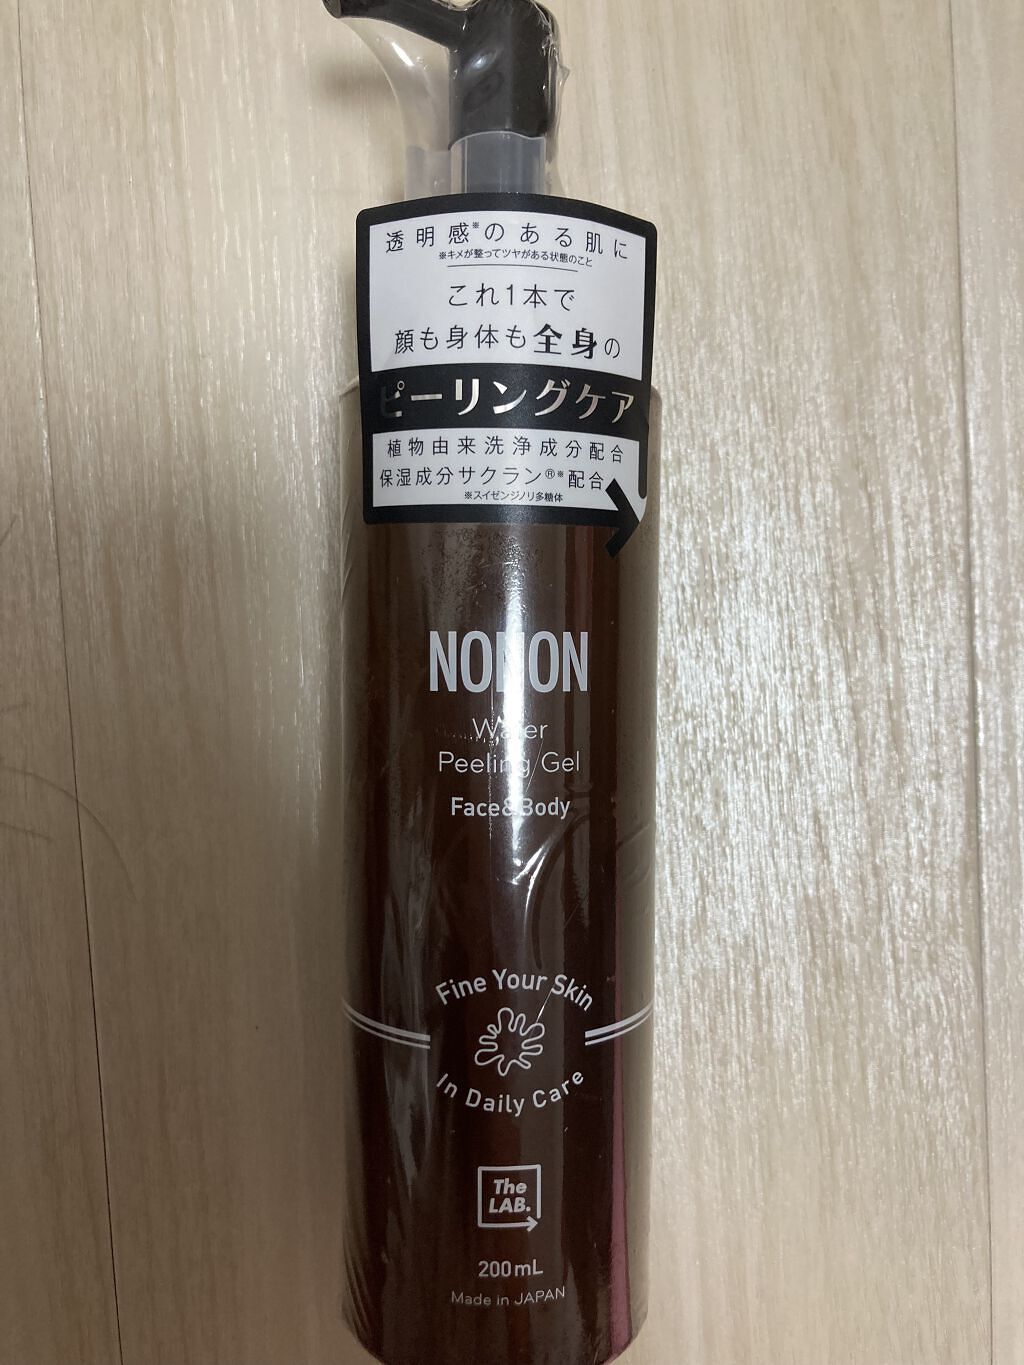 透明感※のある肌に
※キメが整ってツヤがある状態のこと
これ1本で
顔も身体も全身の
ピーリングケア
植物由来洗浄成分配合
保湿成分サクラン®※配合
※スイゼンジノリ多糖体
NONON
Water
Peeling Gel
Face&Body
Fine Your Skin
In Daily Care
The
LAB.
200mL
Made in JAPAN